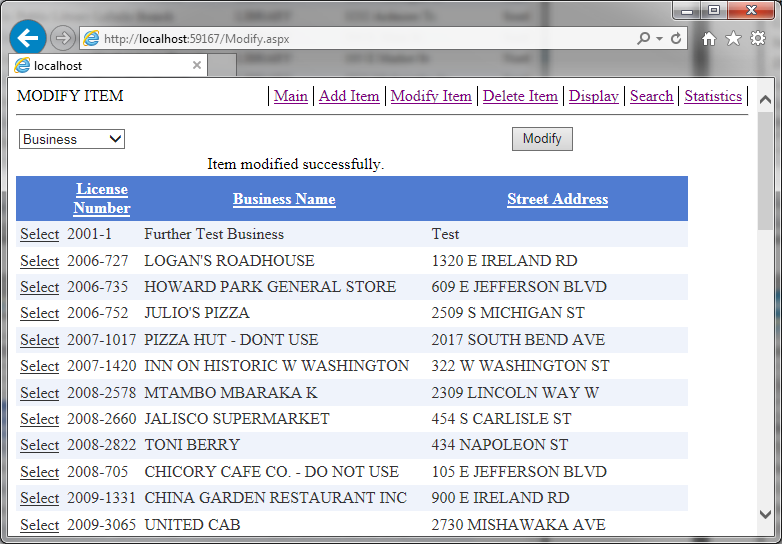 http://localhost:59167/Modify.aspx
localhost
MODIFY ITEM Main Add Item Modify Item Delete Item Display Search Statistics
Business Modify
Item modified successfully.
License Number Business Name Street Address
Select 2001-1 Further Test Business Test
Select 2006-727 LOGAN'S ROADHOUSE 1320 E IRELAND RD
Select 2006-735 HOWARD PARK GENERAL STORE 609 E JEFFERSON BLVD
Select 2006-752 JULIO'S PIZZA 2509 S MICHIGAN ST
Select 2007-1017 PIZZA HUT - DONT USE 2017 SOUTH BEND AVE
Select 2007-1420 INN ON HISTORIC W WASHINGTON 322 W WASHINGTON ST
Select 2008-2578 MTAMBO MBARAKA K 2309 LINCOLN WAY W
Select 2008-2660 JALISCO SUPERMARKET 454 S CARLISLE ST
Select 2008-2822 TONI BERRY 434 NAPOLEON ST
Select 2008-705 CHICORY CAFE CO. - DO NOT USE 105 E JEFFERSON BLVD
Select 2009-1331 CHINA GARDEN RESTAURANT INC 900 E IRELAND RD
Select 2009-3065 UNITED CAB 2730 MISHAWAKA AVE